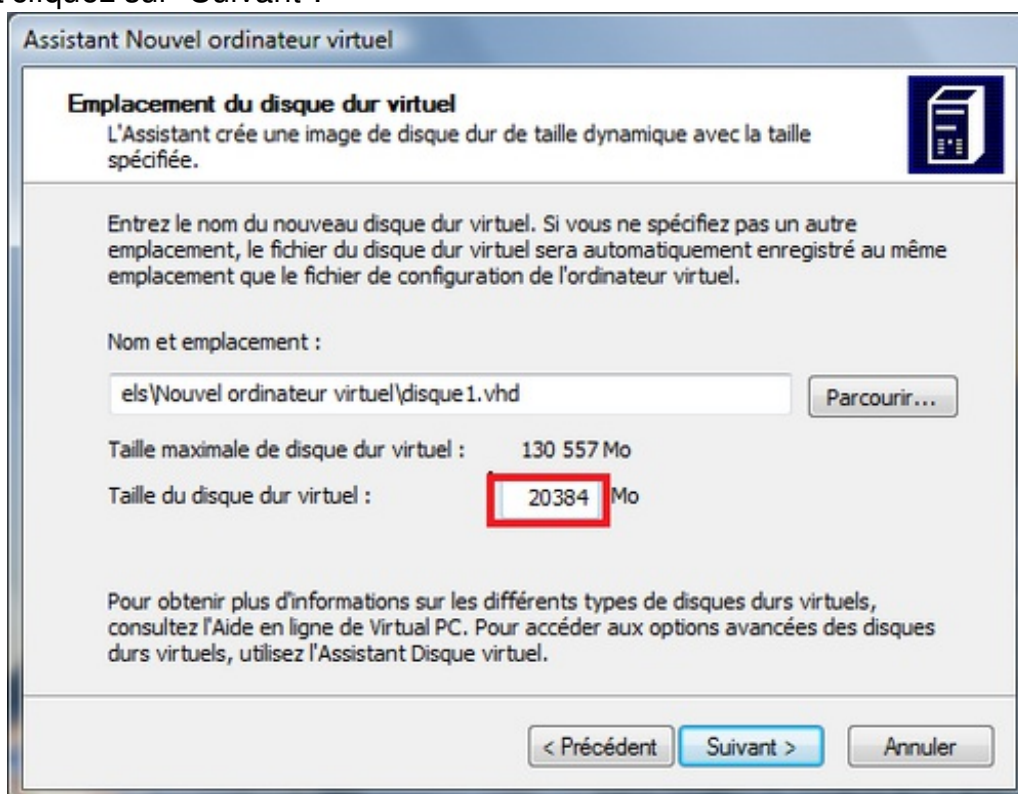 cliquez sur "Suivant".
Assistant Nouvel ordinateur virtuel
Emplacement du disque dur virtuel
L'Assistant crée une image de disque dur de taille dynamique avec la taille
spécifiée.
Entrez le nom du nouveau disque dur virtuel. Si vous ne spécifiez pas un autre
emplacement, le fichier du disque dur virtuel sera automatiquement enregistré au même
emplacement que le fichier de configuration de l'ordinateur virtuel.
Nom et emplacement :
els\Nouvel ordinateur virtuel\disque1.vhd
Parcourir...
Taille maximale de disque dur virtuel : 130 557 Mo
Taille du disque dur virtuel : 20384 Mo
Pour obtenir plus d'informations sur les différents types de disques durs virtuels,
consultez l'Aide en ligne de Virtual PC. Pour accéder aux options avancées des disques
durs virtuels, utilisez l'Assistant Disque virtuel.
< Précédent Suivant > Annuler